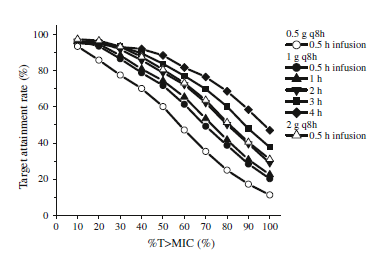 100
80
60
40
20
0
0 10 20 30 40 50 60 70 80 90 100
Target attainment rate (%)
%T>MIC (%)
0.5 g q8h
0.5 h infusion
1 g q8h
0.5 h infusion
1 h
2 h
3 h
4 h
2 g q8h
0.5 h infusion